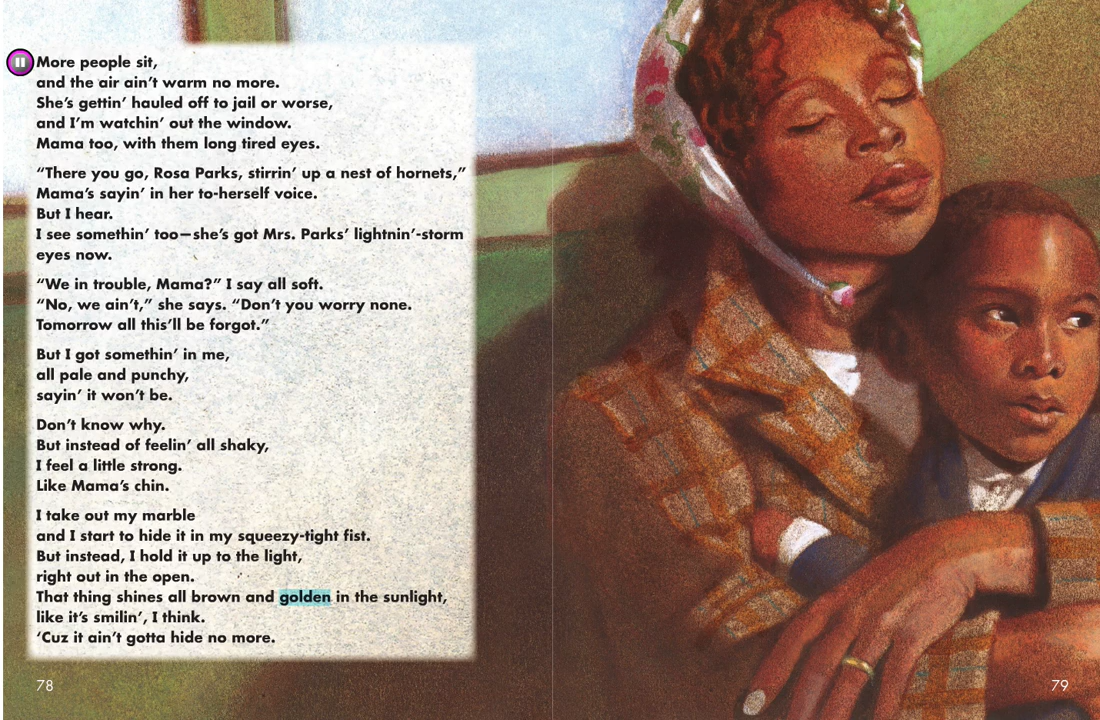 More people sit,
and the air ain’t warm no more.
She’s gettin’ hauled off to jail or worse,
and I’m watchin’ out the window.
Mama too, with them long tired eyes.
“There you go, Rosa Parks, stirrin’ up a nest of hornets,”
Mama’s sayin’ in her to-herself voice.
But I hear.
I see somethin’ too—she’s got Mrs. Parks’ lightnin’-storm
eyes now.
“We in trouble, Mama?” I say all soft.
“No, we ain’t,” she says. “Don’t you worry none.
Tomorrow all this’ll be forgot.”
But I got somethin’ in me,
all pale and punchy,
sayin’ it won’t be.
Don’t know why.
But instead of feelin’ all shaky,
I feel a little strong.
Like Mama’s chin.
I take out my marble
and I start to hide it in my squeezy-tight fist.
But instead, I hold it up to the light,
right out in the open.
That thing shines all brown and golden in the sunlight,
like it’s smilin’, I think.
‘Cuz it ain’t gotta hide no more.
78
79